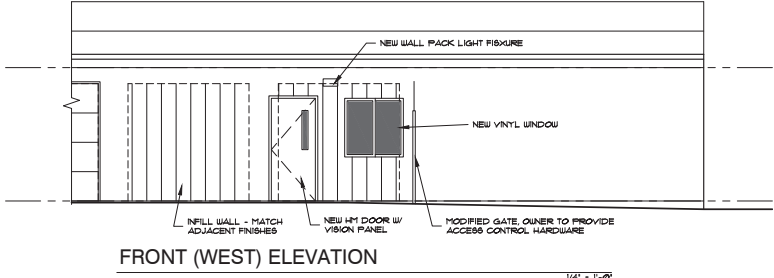 NEW WALL PACK LIGHT FISXURE
NEW VINYL WINDOW
INFILL WALL - MATCH
ADJACENT FINISHES
NEW HM DOOR W/
VISION PANEL
MODIFIED GATE, OWNER TO PROVIDE
ACCESS CONTROL HARDWARE
FRONT (WEST) ELEVATION
1/4" = 1'-0"